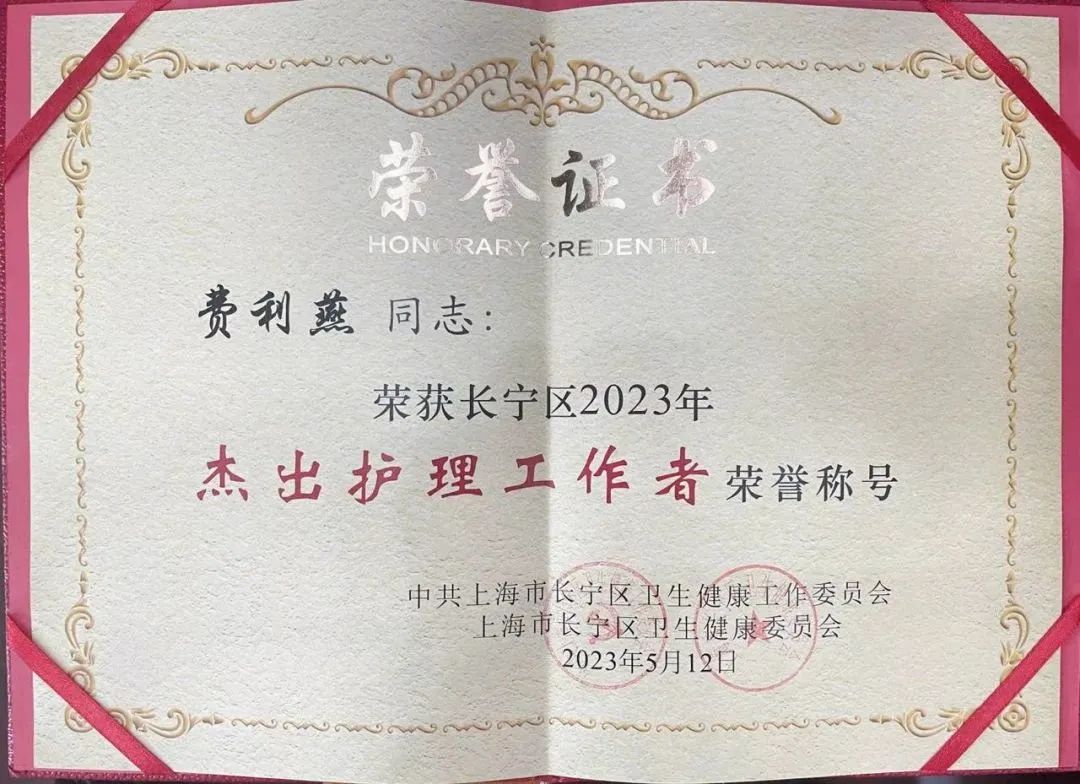 荣誉证书
HONORARY CREDENTIAL
费利燕 同志：
荣获长宁区2023年
杰出护理工作者荣誉称号
中共上海市长宁区卫生健康工作委员会
上海市长宁区卫生健康委员会
2023年5月12日